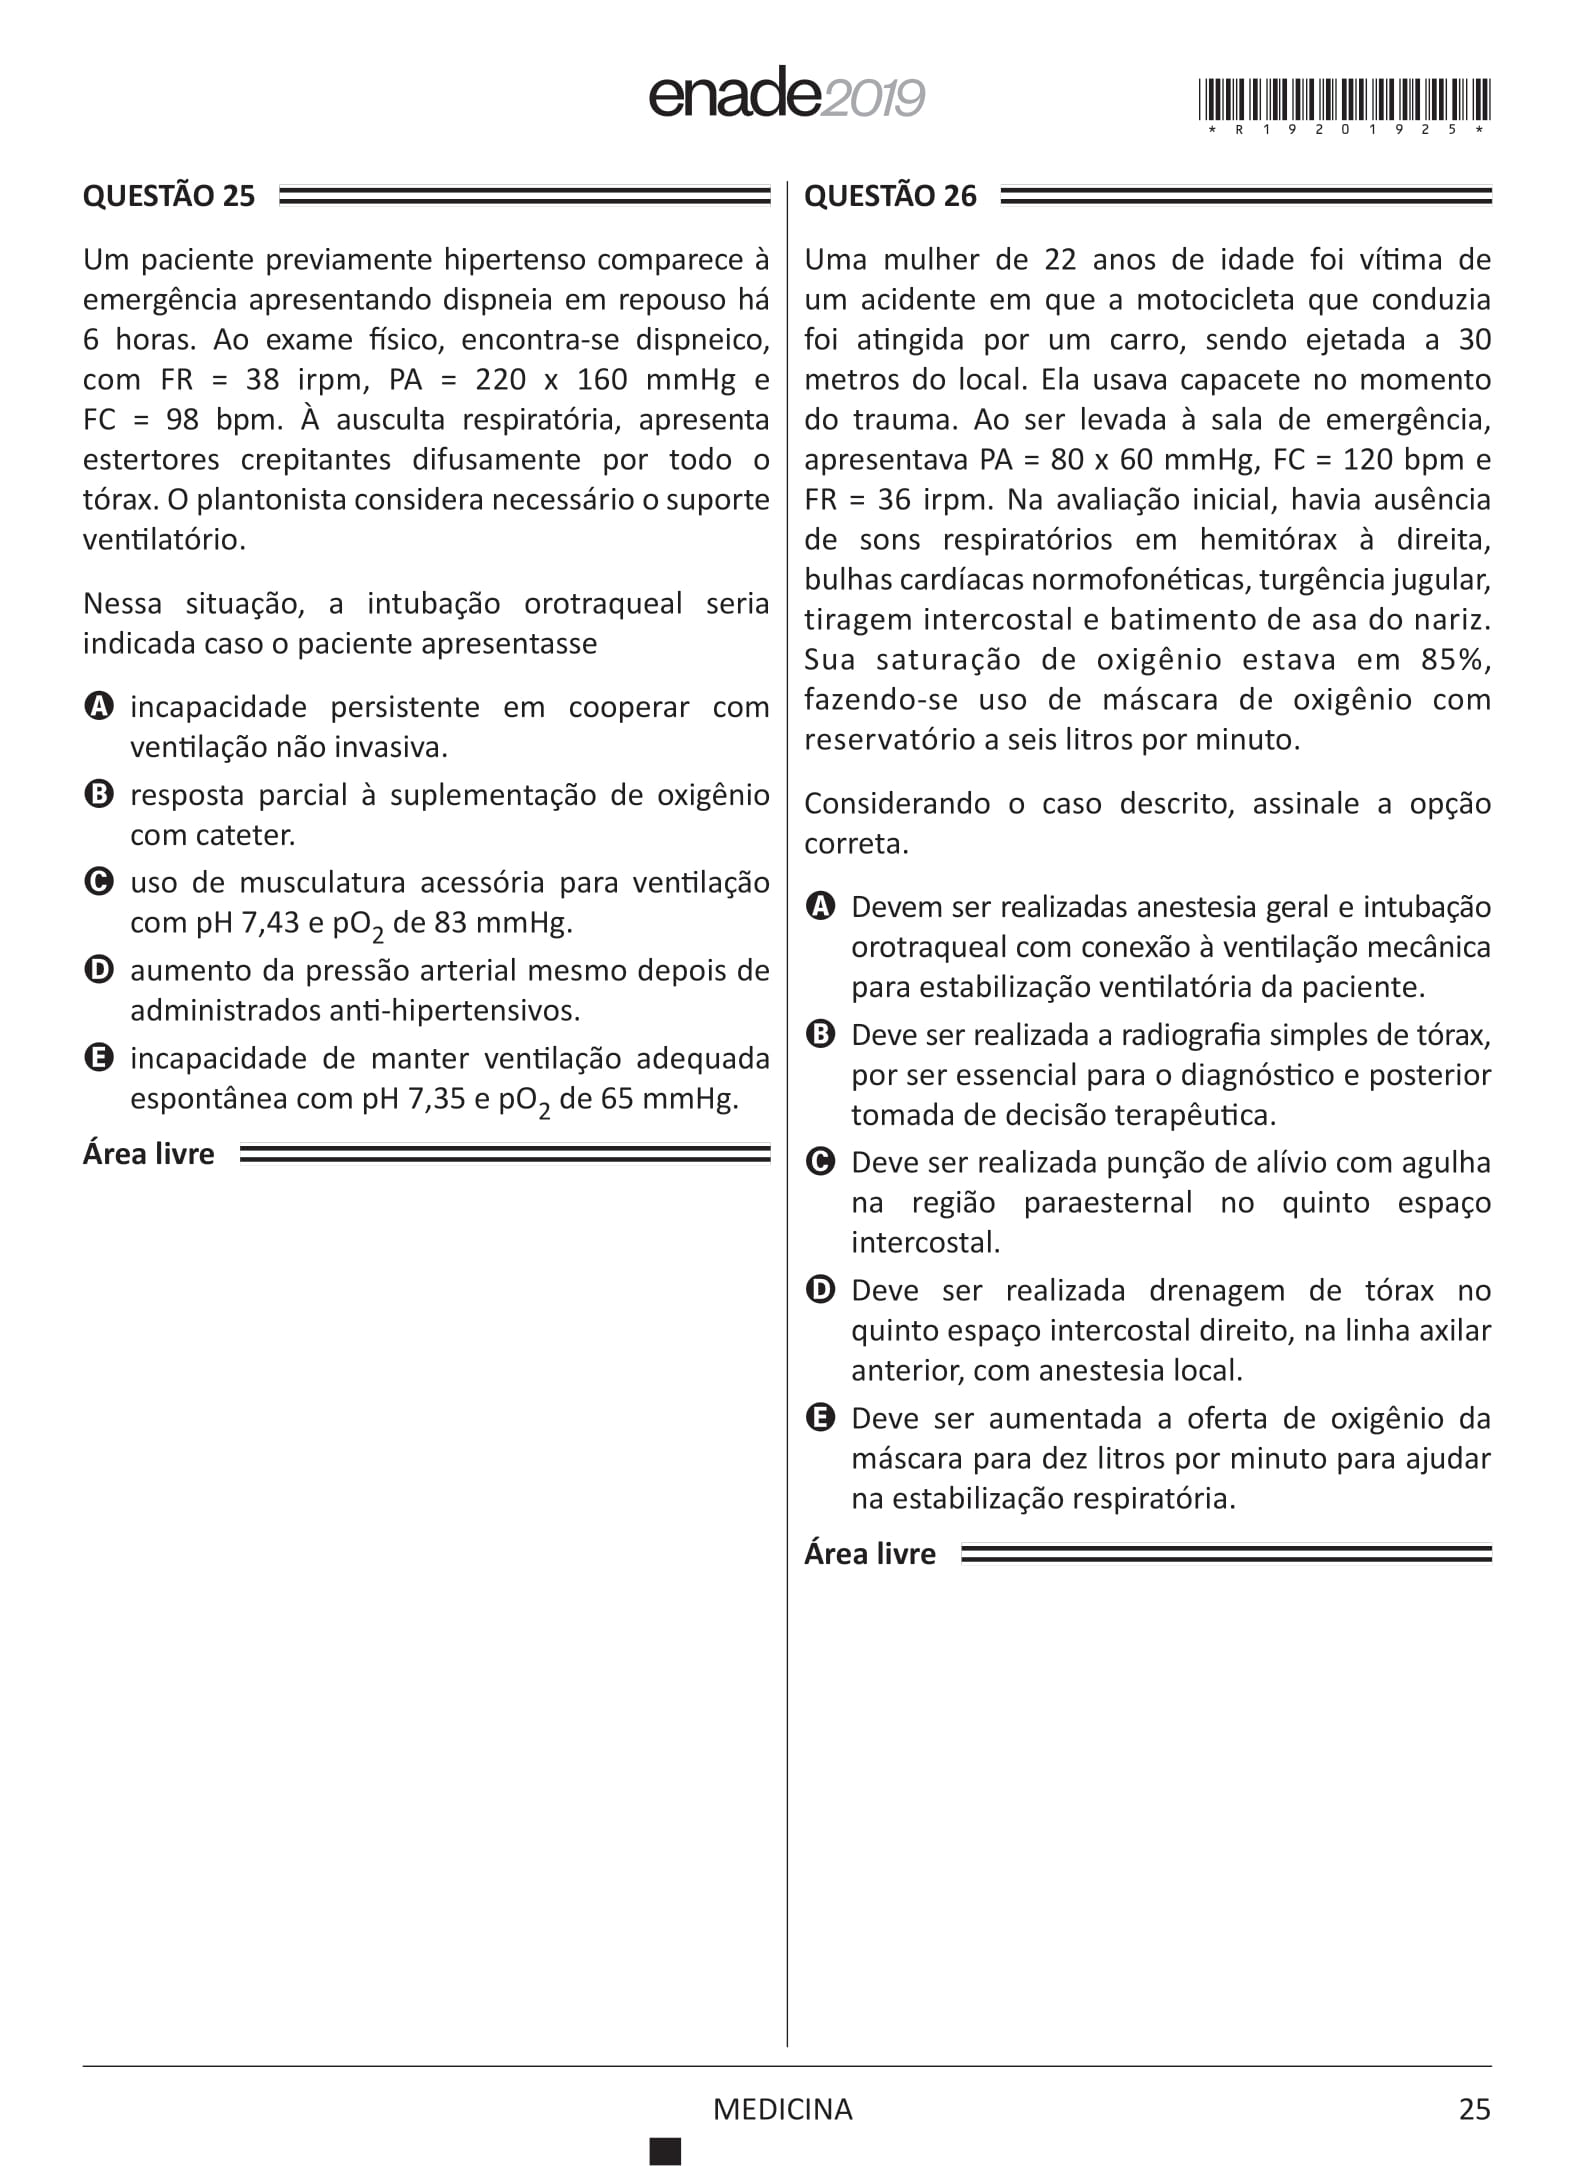 enade2019
*R19201925*
QUESTÃO 25
Um paciente previamente hipertenso comparece à
emergência apresentando dispneia em repouso há
6 horas. Ao exame físico, encontra-se dispneico,
com FR = 38 irpm, PA = 220 x 160 mmHg e
FC = 98 bpm. À ausculta respiratória, apresenta
estertores crepitantes difusamente por todo o
tórax. O plantonista considera necessário o suporte
ventilatório.
Nessa situação, a intubação orotraqueal seria
indicada caso o paciente apresentasse
A incapacidade persistente em cooperar com
ventilação não invasiva.
B resposta parcial à suplementação de oxigênio
com cateter.
C uso de musculatura acessória para ventilação
com pH 7,43 e pO2 de 83 mmHg.
D aumento da pressão arterial mesmo depois de
administrados anti-hipertensivos.
E incapacidade de manter ventilação adequada
espontânea com pH 7,35 e pO2 de 65 mmHg.
Área livre
QUESTÃO 26
Uma mulher de 22 anos de idade foi vítima de
um acidente em que a motocicleta que conduzia
foi atingida por um carro, sendo ejetada a 30
metros do local. Ela usava capacete no momento
do trauma. Ao ser levada à sala de emergência,
apresentava PA = 80 x 60 mmHg, FC = 120 bpm e
FR = 36 irpm. Na avaliação inicial, havia ausência
de sons respiratórios em hemitórax à direita,
bulhas cardíacas normofonéticas, turgência jugular,
tiragem intercostal e batimento de asa do nariz.
Sua saturação de oxigênio estava em 85%,
fazendo-se uso de máscara de oxigênio com
reservatório a seis litros por minuto.
Considerando o caso descrito, assinale a opção
correta.
A Devem ser realizadas anestesia geral e intubação
orotraqueal com conexão à ventilação mecânica
para estabilização ventilatória da paciente.
B Deve ser realizada a radiografia simples de tórax,
por ser essencial para o diagnóstico e posterior
tomada de decisão terapêutica.
C Deve ser realizada punção de alívio com agulha
na região paraesternal no quinto espaço
intercostal.
D Deve ser realizada drenagem de tórax no
quinto espaço intercostal direito, na linha axilar
anterior, com anestesia local.
E Deve ser aumentada a oferta de oxigênio da
máscara para dez litros por minuto para ajudar
na estabilização respiratória.
Área livre
MEDICINA
25